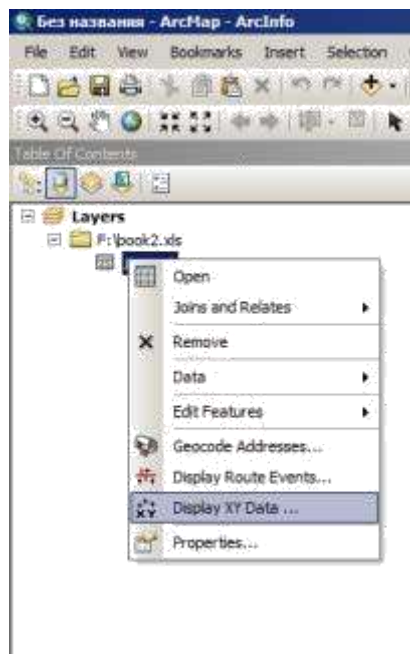 Без названия - ArcMap - ArcInfo
File Edit View Bookmarks Insert Selection
Table Of Contents
Layers
F:\book2.xls
Open
Joins and Relates
Remove
Data
Edit Features
Geocode Addresses...
Display Route Events...
Display XY Data ...
Properties...